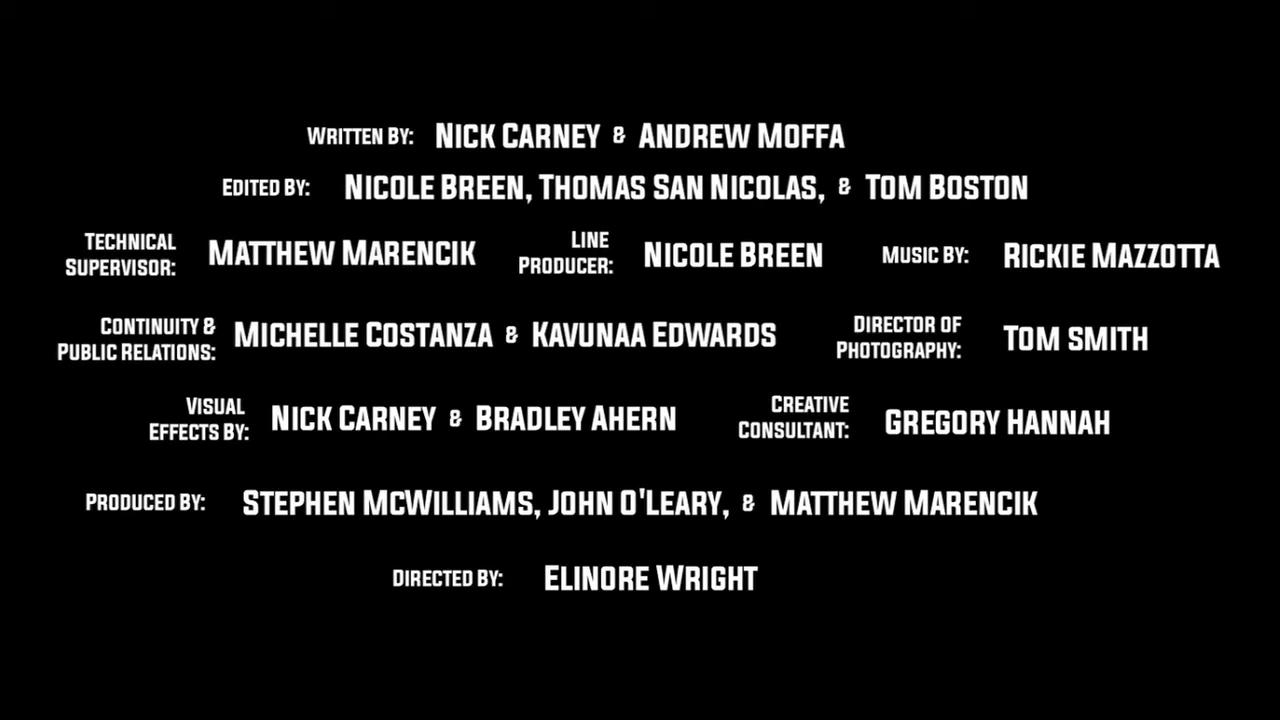 WRITTEN BY: NICK CARNEY & ANDREW MOFFA
EDITED BY: NICOLE BREEN, THOMAS SAN NICOLAS, & TOM BOSTON
TECHNICAL SUPERVISOR: MATTHEW MARENCIK LINE PRODUCER: NICOLE BREEN MUSIC BY: RICKIE MAZZOTTA
CONTINUITY & PUBLIC RELATIONS: MICHELLE COSTANZA & KAVUNAA EDWARDS DIRECTOR OF PHOTOGRAPHY: TOM SMITH
VISUAL EFFECTS BY: NICK CARNEY & BRADLEY AHERN CREATIVE CONSULTANT: GREGORY HANNAH
PRODUCED BY: STEPHEN MCWILLIAMS, JOHN O'LEARY, & MATTHEW MARENCIK
DIRECTED BY: ELINORE WRIGHT